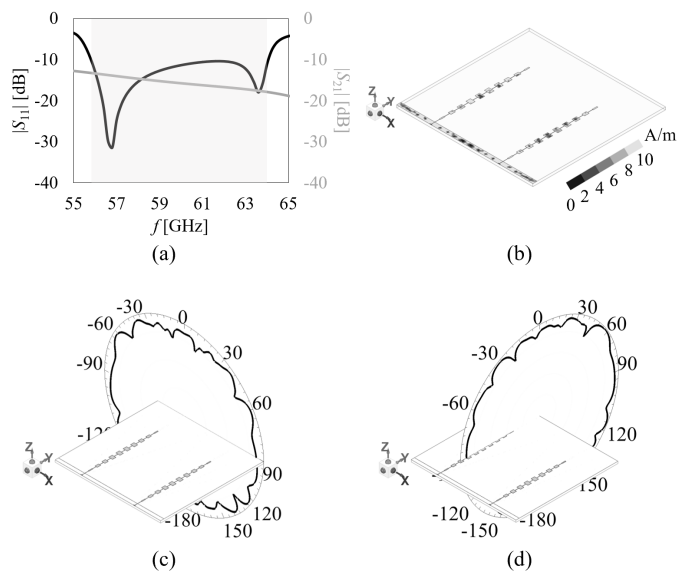 0
-10
-20
-30
-40
|S11| [dB]
0
-10
-20
-30
-40
|S21| [dB]
55 57 59 61 63 65
f [GHz]
(a)
Z Y X
A/m
0 2 4 6 8 10
(b)
-30 0
-60 30
-90 60
-12 90
120
150
-180
Z Y X
(c)
0 30
-30 60
-60 90
120
150
-120
-150
-180
Z Y X
(d)